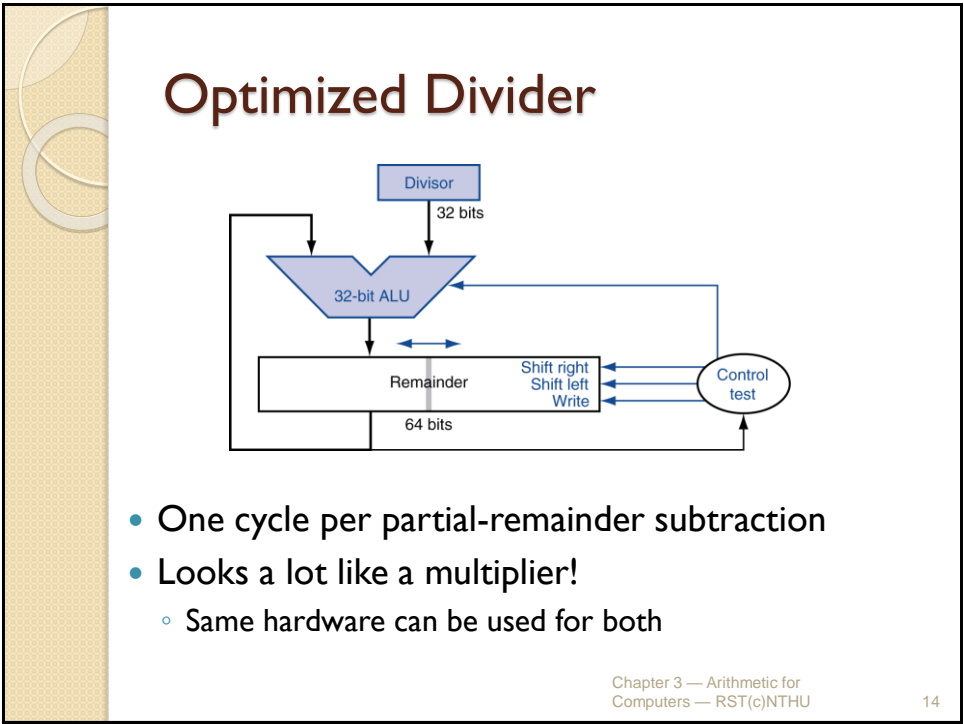 Optimized Divider
Divisor
32 bits
32-bit ALU
Remainder
Shift right
Shift left
Write
Control
test
64 bits
One cycle per partial-remainder subtraction
Looks a lot like a multiplier!
Same hardware can be used for both
Chapter 3 — Arithmetic for
Computers — RST(c)NTHU
14